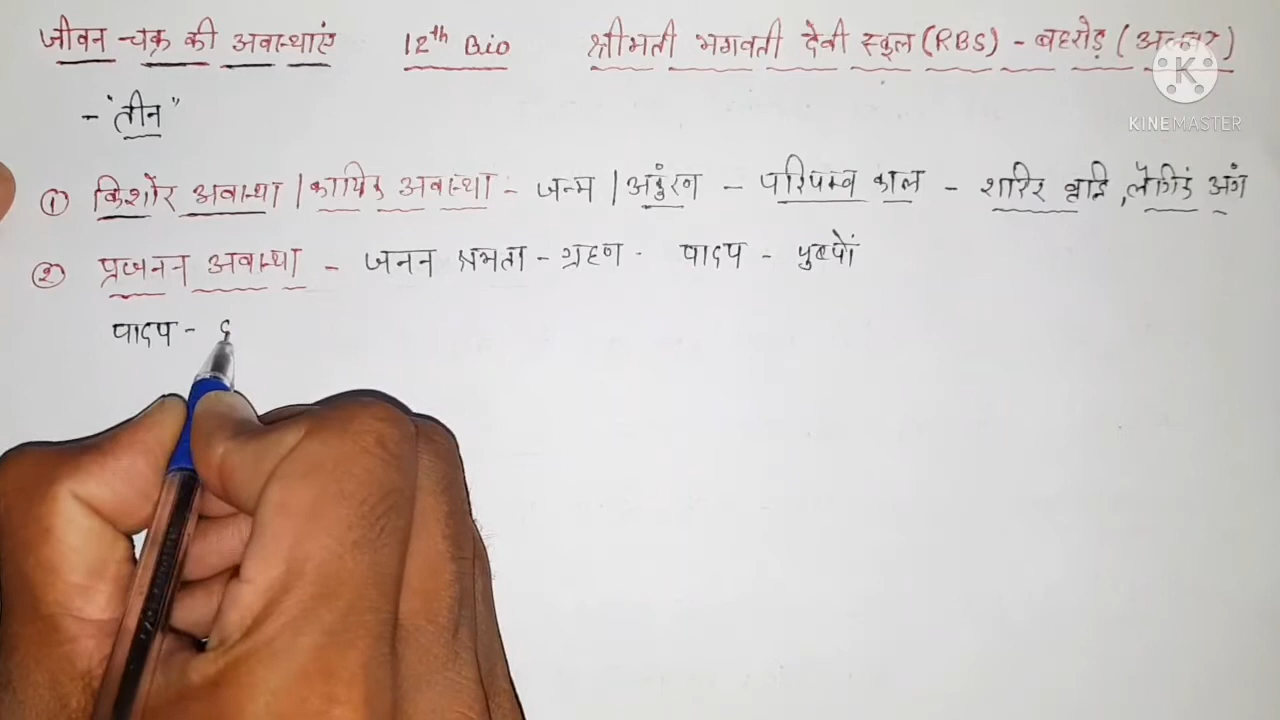 जीवन चक्र की अवस्थाएं 12th Bio श्रीमती भगवती देवी स्कूल (RBS) - बहरोड़ (अलवर)
- "तीन"
① किशोर अवस्था / कायिक अवस्था - जन्म / अंकुरण - परिपक्व काल - शारिर वृद्धि, लैंगिक अंग
② प्रजनन अवस्था - जनन क्षमता - ग्रहण - पादप - पुष्पों
पादप -
KINEMASTER